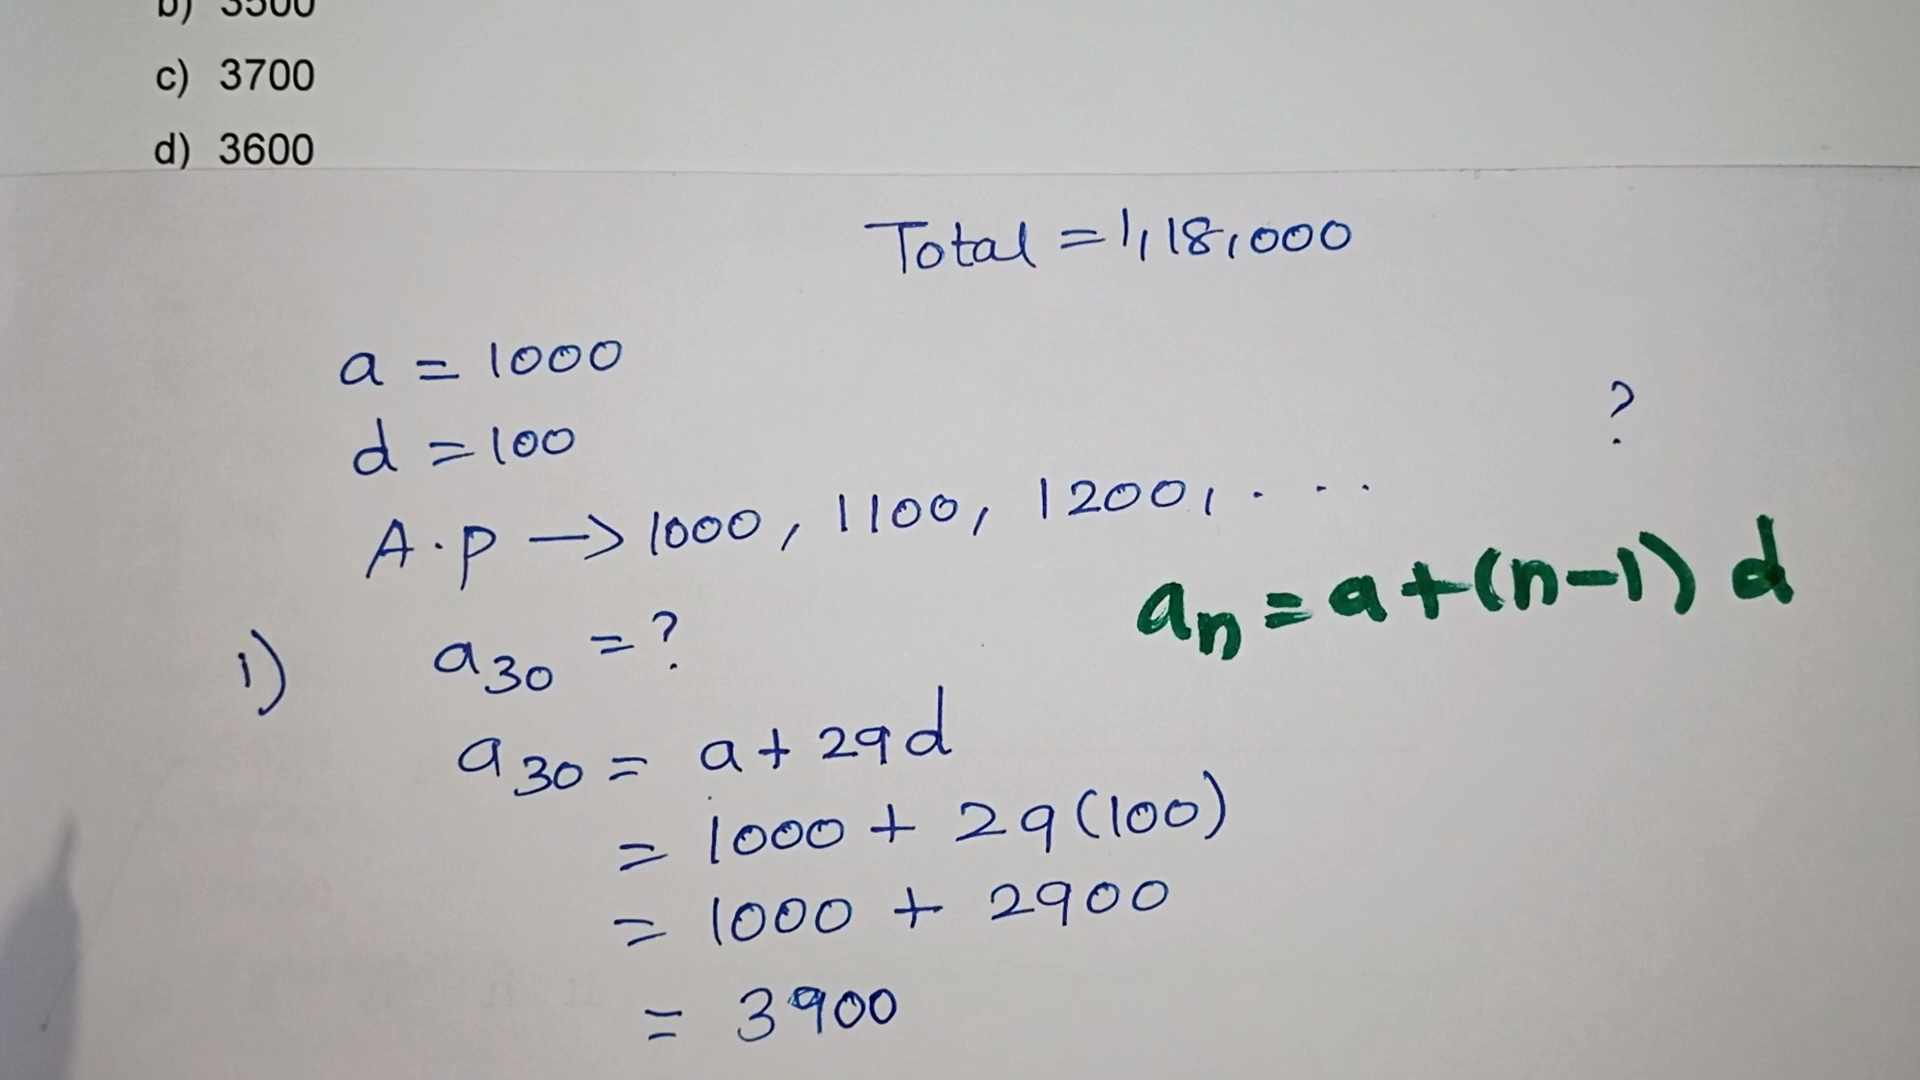 b) 3500
c) 3700
d) 3600
Total = 1,18,000
a = 1000
d = 100
?
A.p → 1000, 1100, 1200, ...
an = a + (n-1) d
1) a30 = ?
a30 = a + 29d
= 1000 + 29(100)
= 1000 + 2900
= 3900